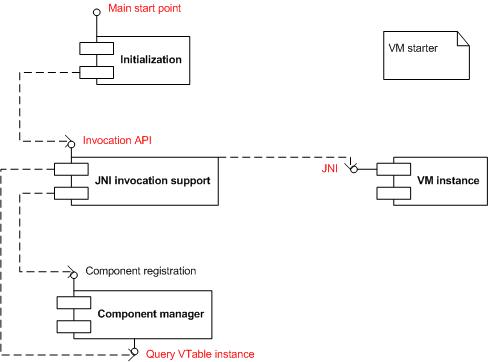 Main start point
Initialization
VM starter
Invocation API
JNI invocation support
JNI
VM instance
Component registration
Component manager
Query VTable instance